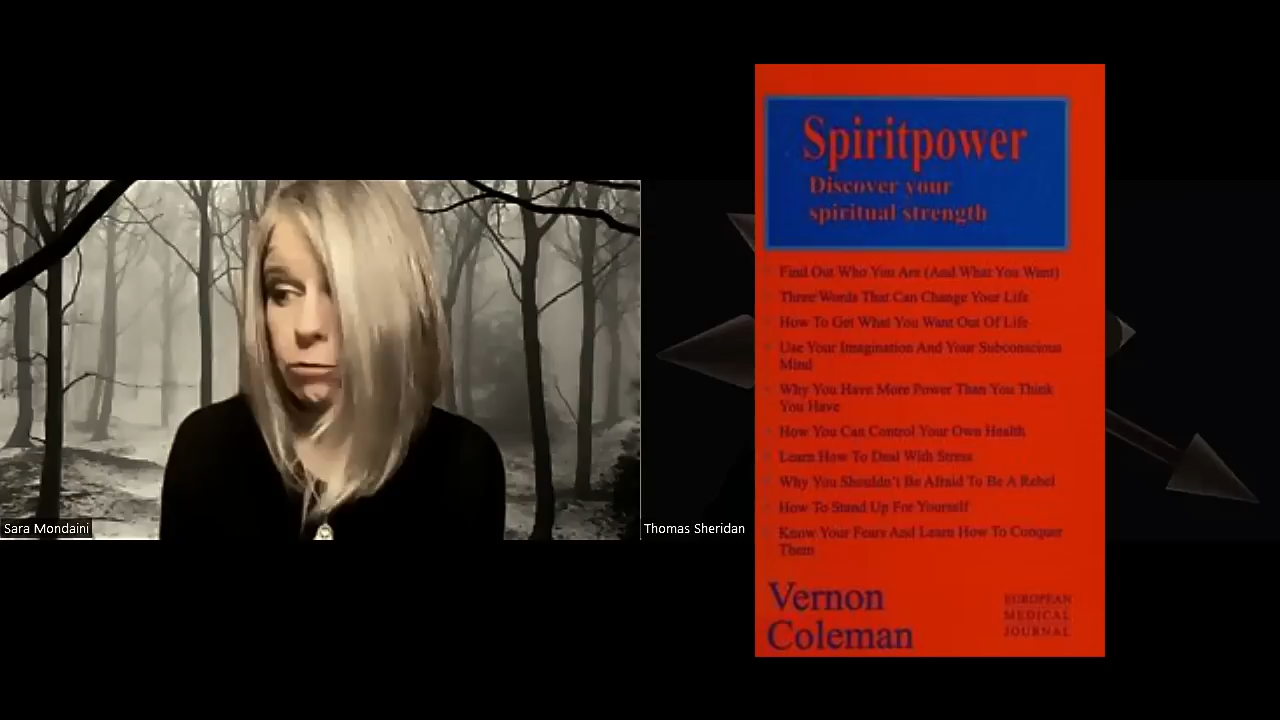 Sara Mondaini
Thomas Sheridan
Spiritpower
Discover your
spiritual strength
Find Out Who You Are (And What You Want)
Three Words That Can Change Your Life
How To Get What You Want Out Of Life
Use Your Imagination And Your Subconscious
Mind
Why You Have More Power Than You Think
You Have
How You Can Control Your Own Health
Learn How To Deal With Stress
Why You Shouldn't Be Afraid To Be A Rebel
How To Stand Up For Yourself
Know Your Fears And Learn How To Conquer
Them
Vernon
Coleman
EUROPEAN
MEDICAL
JOURNAL